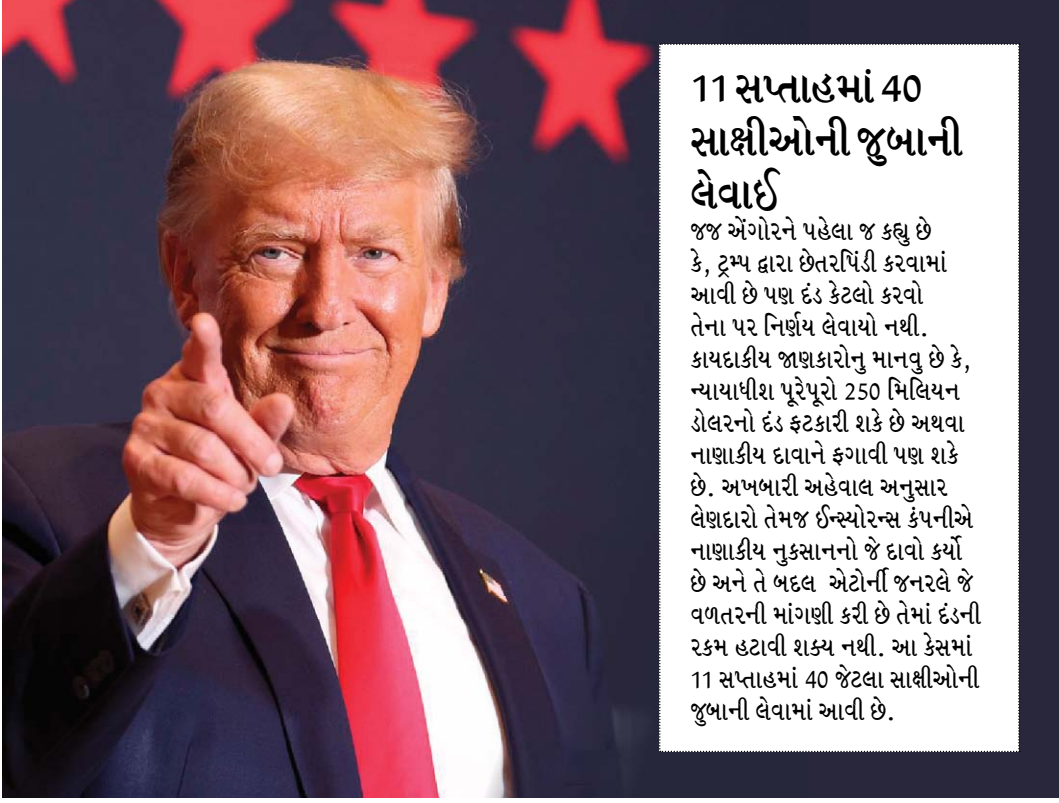 11 સપ્તાહમાં 40
સાક્ષીઓની જુબાની
લેવાઈ
જજ એંગોરને પહેલા જ કહ્યુ છે
કે, ટ્રમ્પ દ્વારા છેતરપિંડી કરવામાં
આવી છે પણ દંડ કેટલો કરવો
તેના પર નિર્ણય લેવાયો નથી.
કાયદાકીય જાણકારોનુ માનવુ છે કે,
ન્યાયાધીશ પૂરેપૂરો 250 મિલિયન
ડોલરનો દંડ ફટકારી શકે છે અથવા
નાણાકીય દાવાને ફગાવી પણ શકે
છે. અખબારી અહેવાલ અનુસાર
લેણદારો તેમજ ઈન્સ્યોરન્સ કંપનીએ
નાણાકીય નુકસાનનો જે દાવો કર્યો
છે અને તે બદલ એટોર્ની જનરલે જે
વળતરની માંગણી કરી છે તેમાં દંડની
રકમ હટાવી શક્ય નથી. આ કેસમાં
11 સપ્તાહમાં 40 જેટલા સાક્ષીઓની
જુબાની લેવામાં આવી છે.